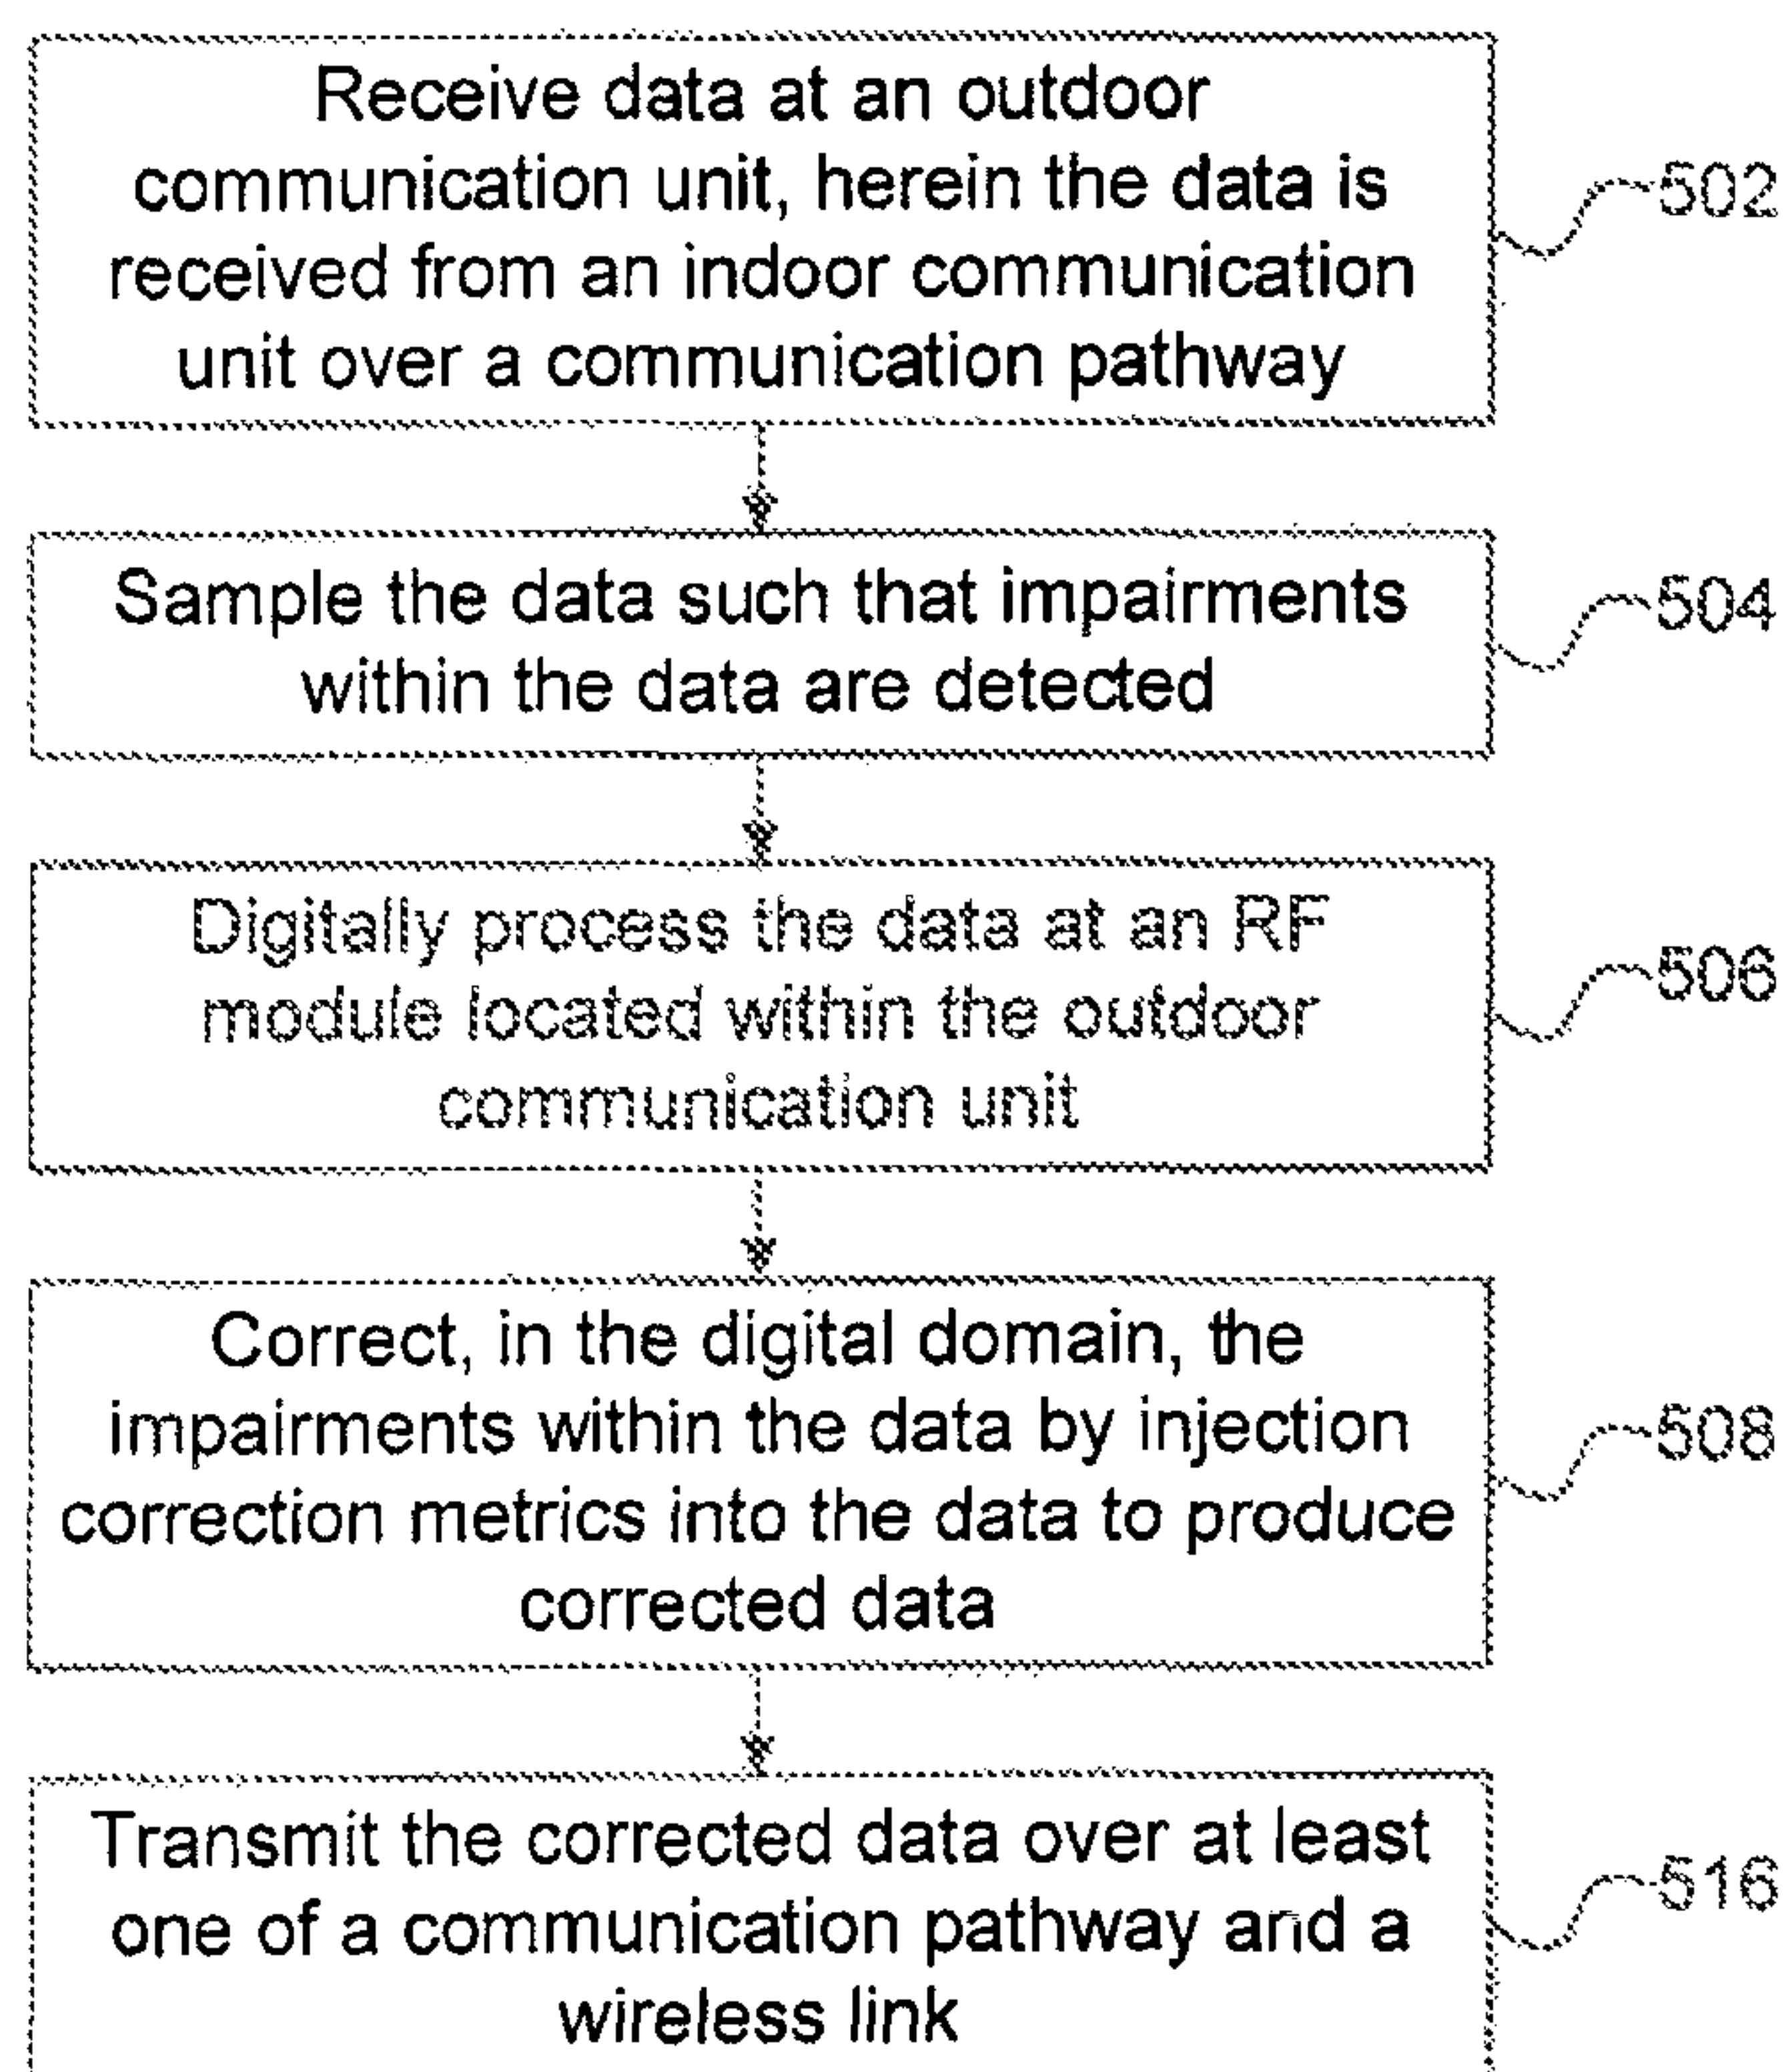 Receive data at an outdoor
communication unit, herein the data is
received from an indoor communication
unit over a communication pathway
502
Sample the data such that impairments
within the data are detected
504
Digitally process the data at an RF
module located within the outdoor
communication unit
506
Correct, in the digital domain, the
impairments within the data by injection
correction metrics into the data to produce
corrected data
508
Transmit the corrected data over at least
one of a communication pathway and a
wireless link
516